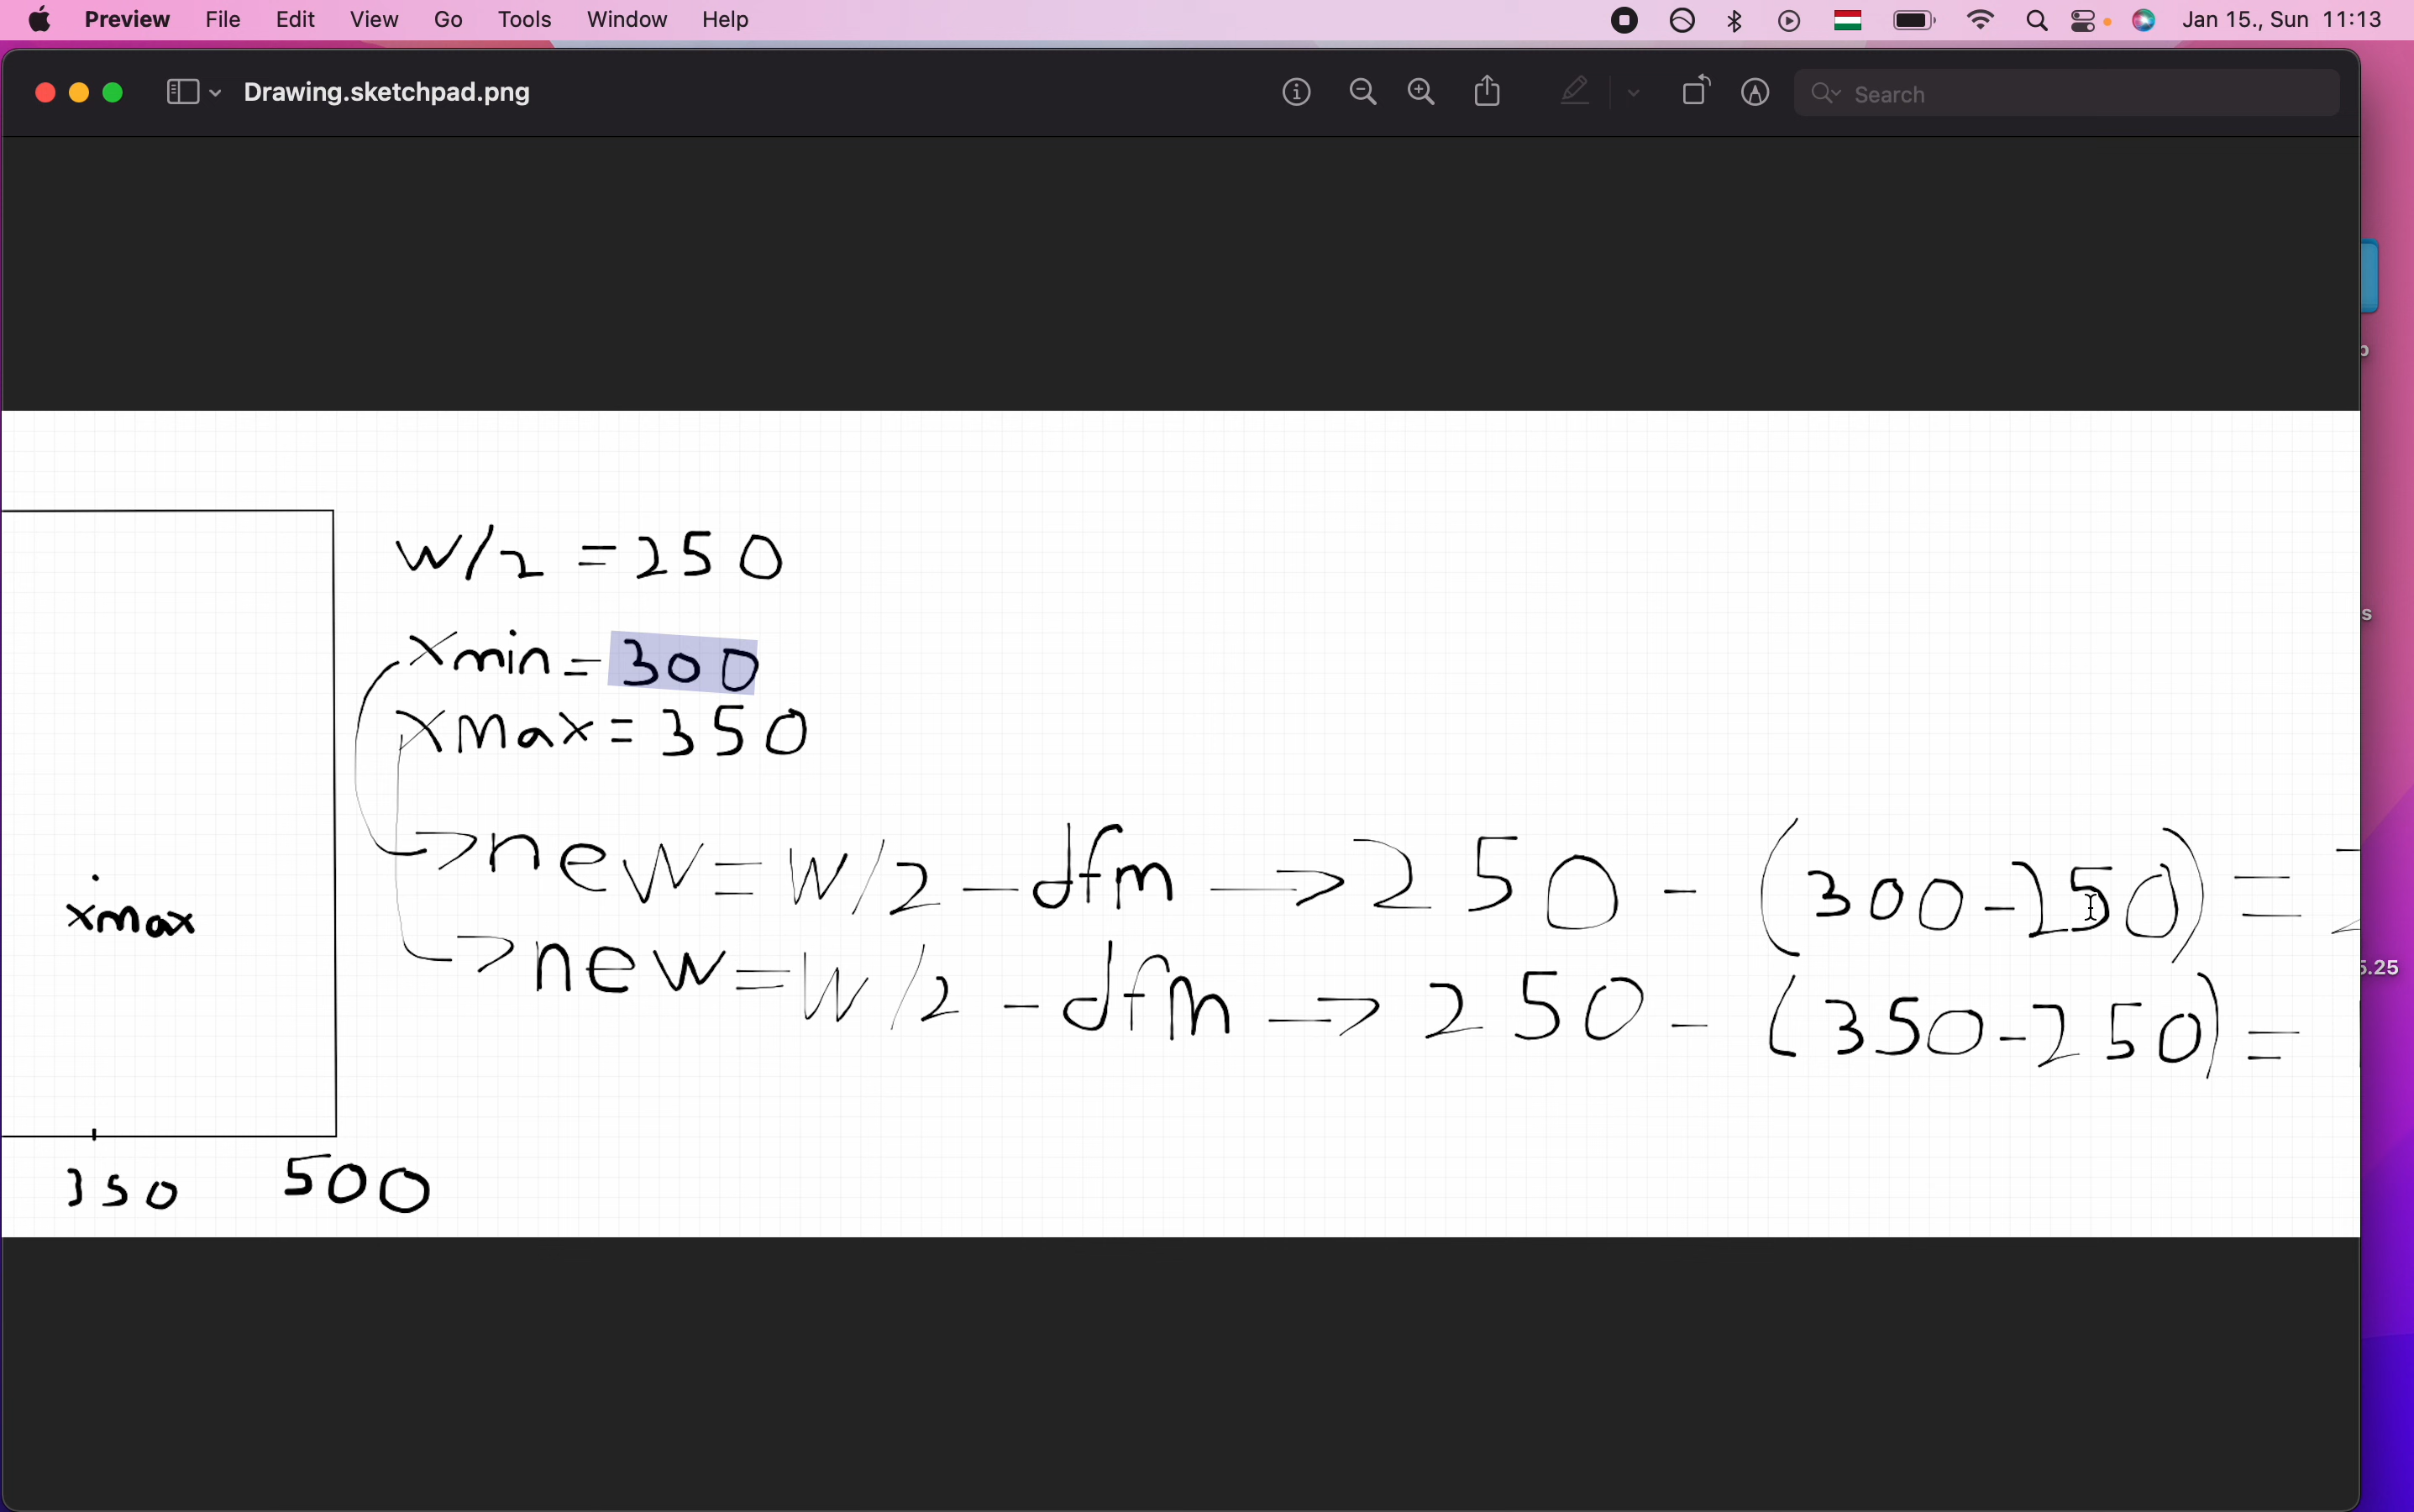 Preview File Edit View Go Tools Window Help Jan 15., Sun 11:13
Drawing.sketchpad.png Search
w/2 = 250
xmin = 300
xmax = 350
→new=w/2-dfm→250-(300-250)=
→new=w/2-dfm→250-(350-250)=
xmax
350 500
5.25